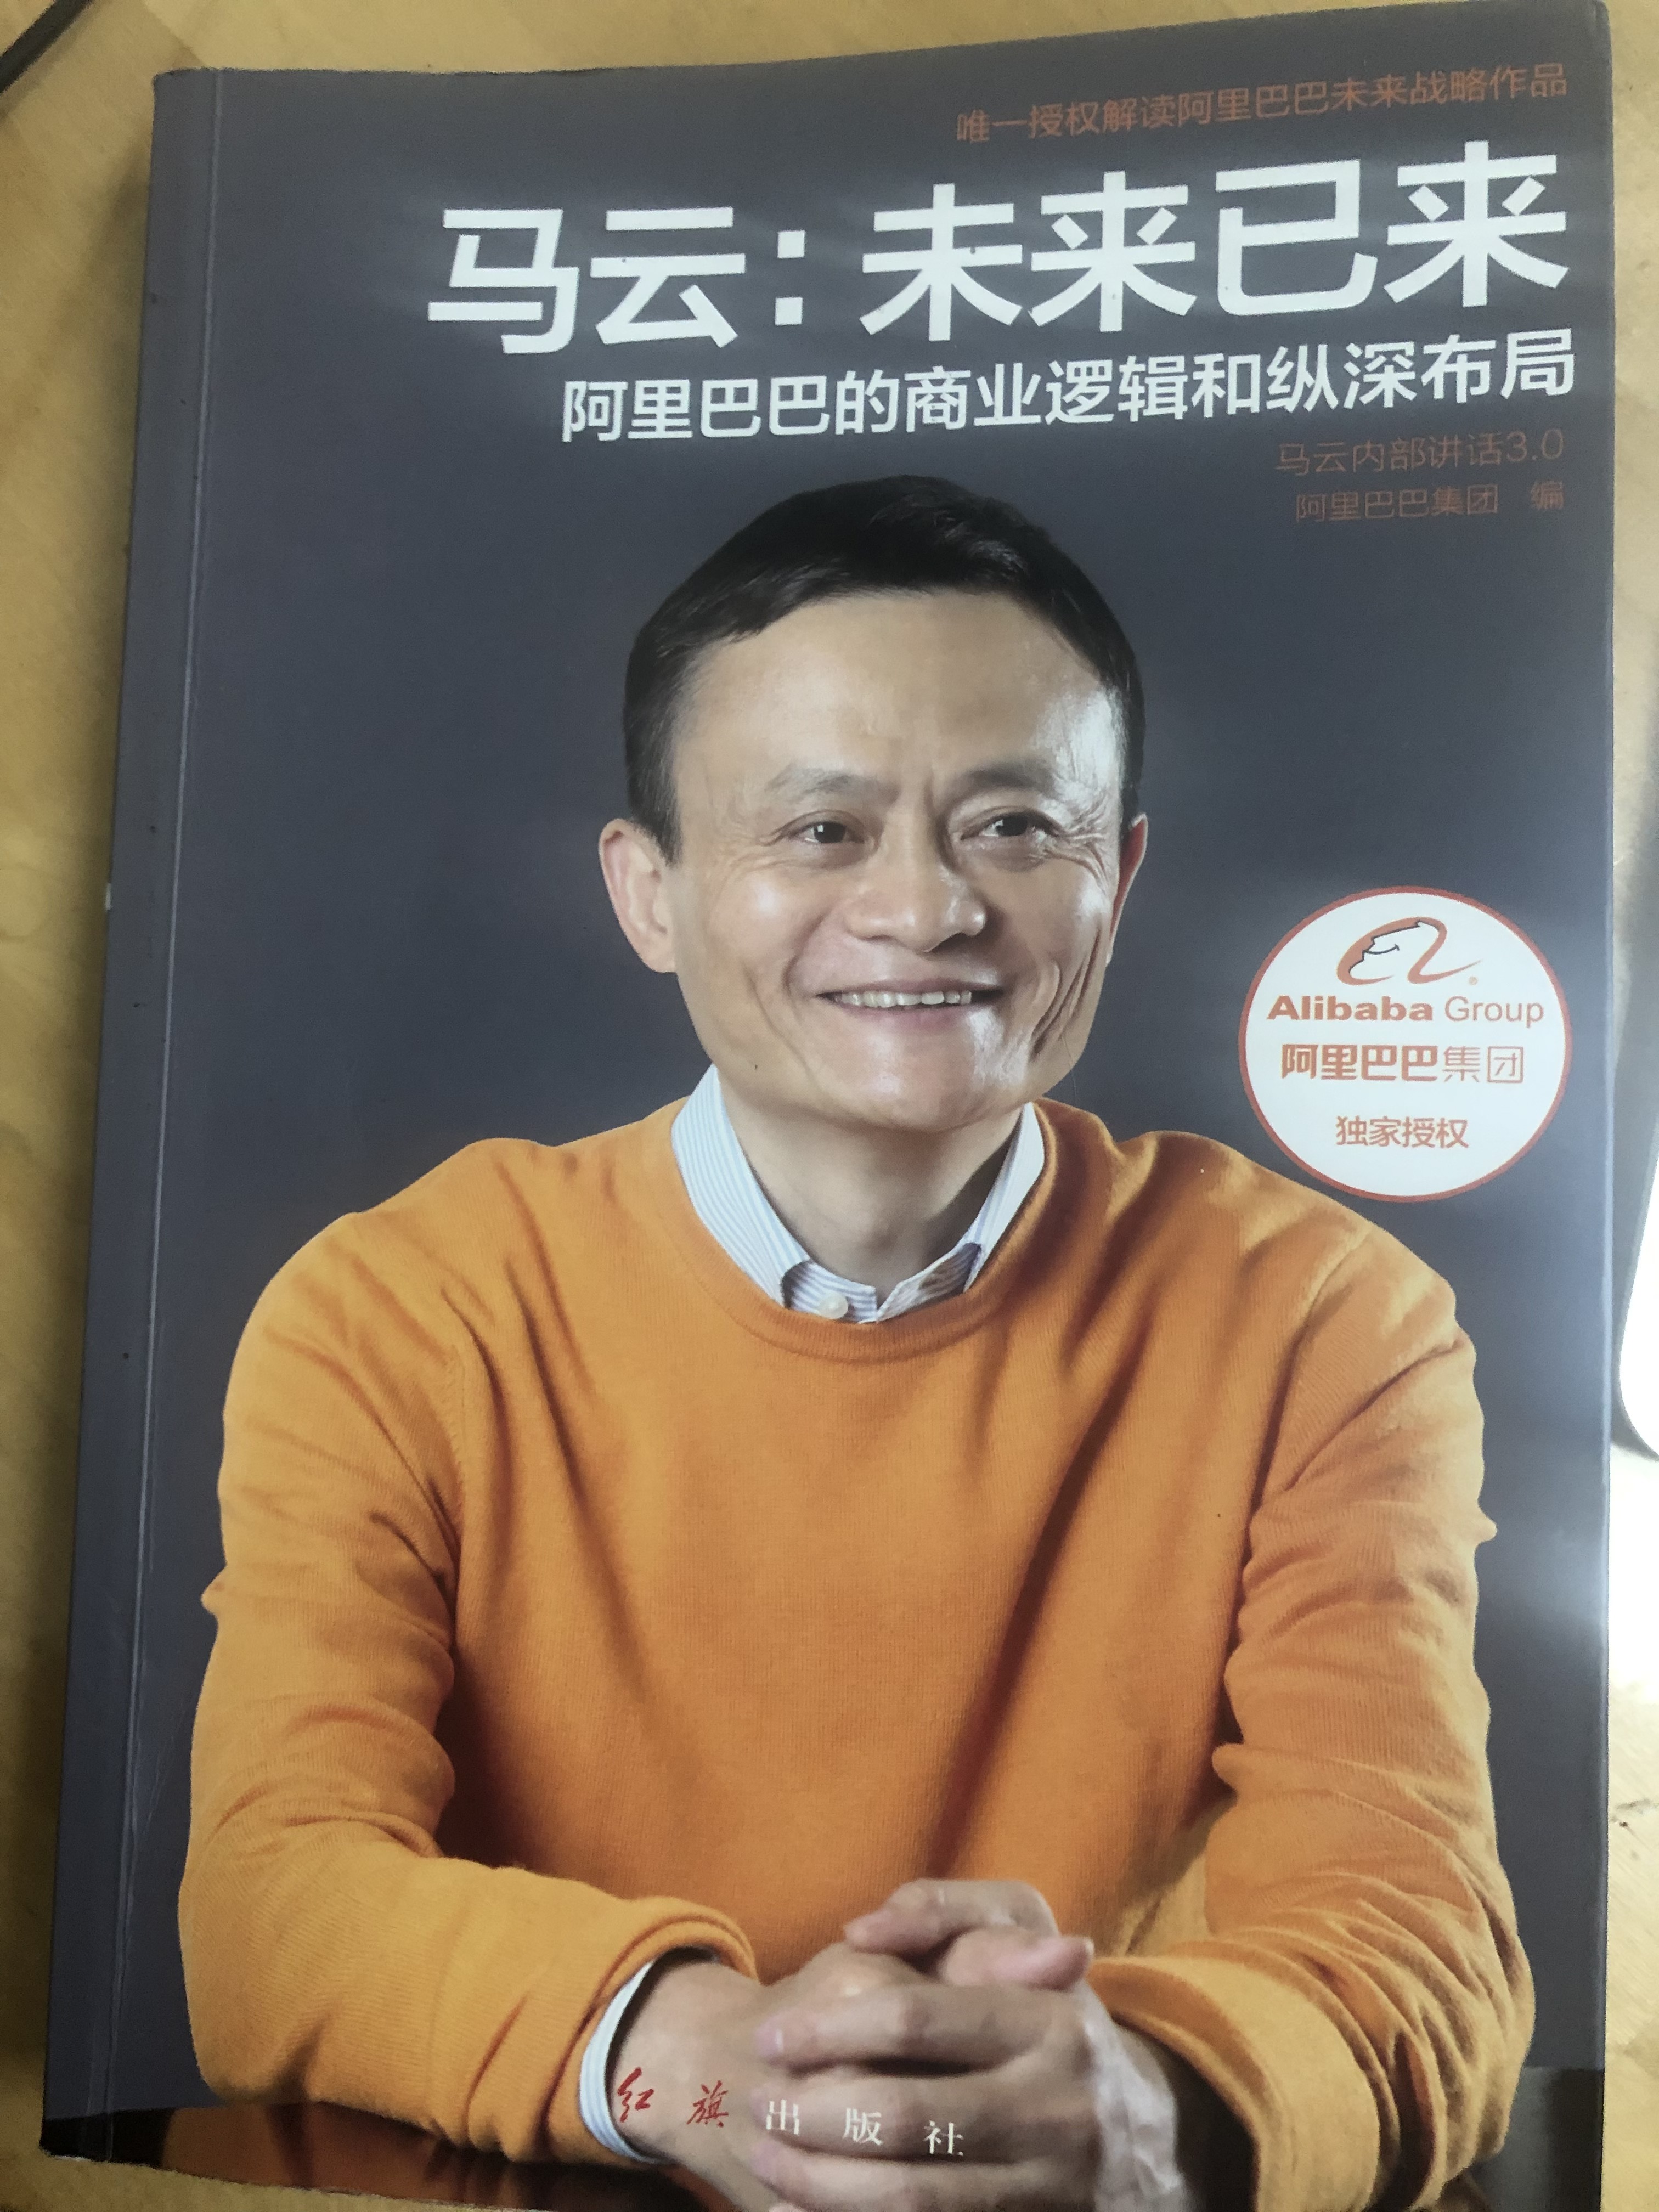 唯一授权解读阿里巴巴未来战略作品
马云：未来已来
阿里巴巴的商业逻辑和纵深布局
马云内部讲话3.0
阿里巴巴集团 编
Alibaba Group
阿里巴巴集团
独家授权
红旗出版社